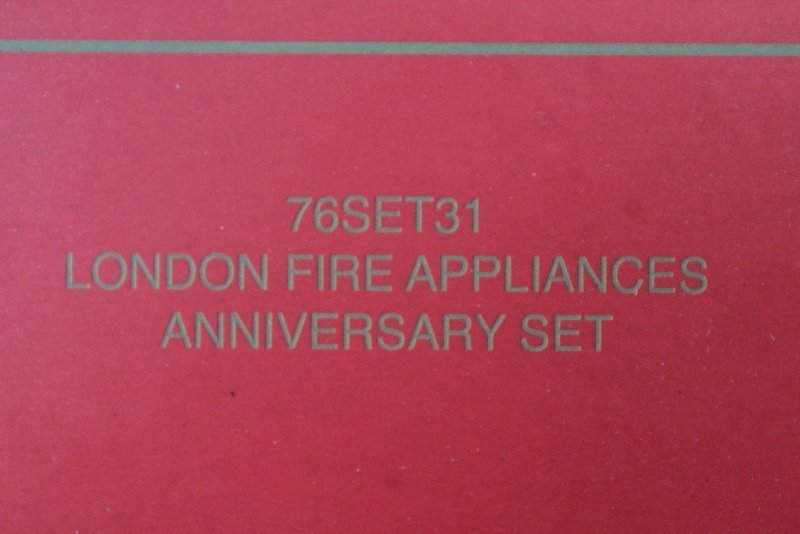 76SET31
LONDON FIRE APPLIANCES
ANNIVERSARY SET